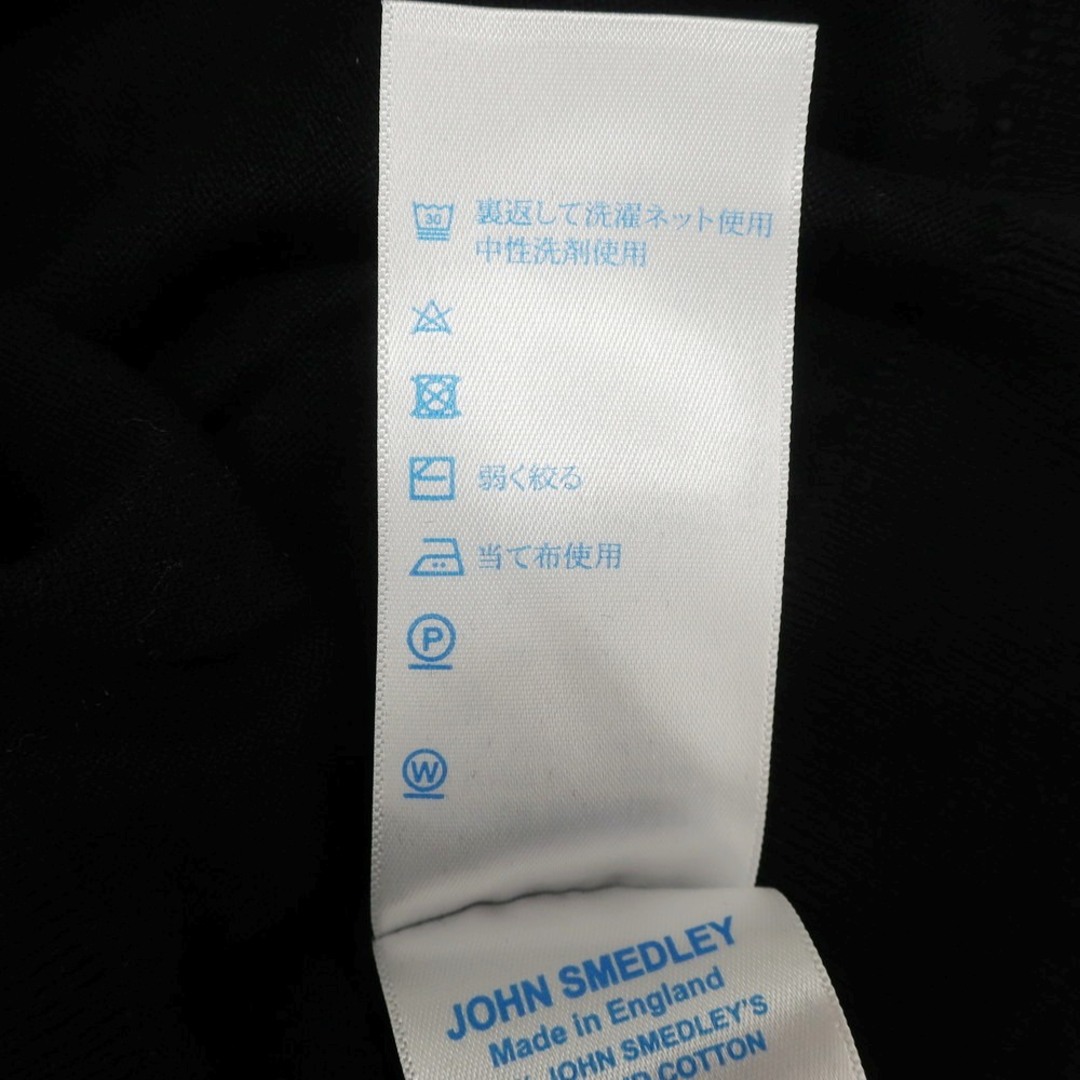 30
裏返して洗濯ネット使用
中性洗剤使用
弱く絞る
当て布使用
P
W
JOHN SMEDLEY
Made in England
JOHN SMEDLEY'S
COTTON